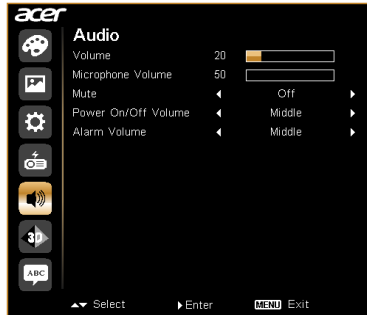 acer
Audio
Volume 20
Microphone Volume 50
Mute Off
Power On/Off Volume Middle
Alarm Volume Middle
3D
ABC
Select Enter MENU Exit